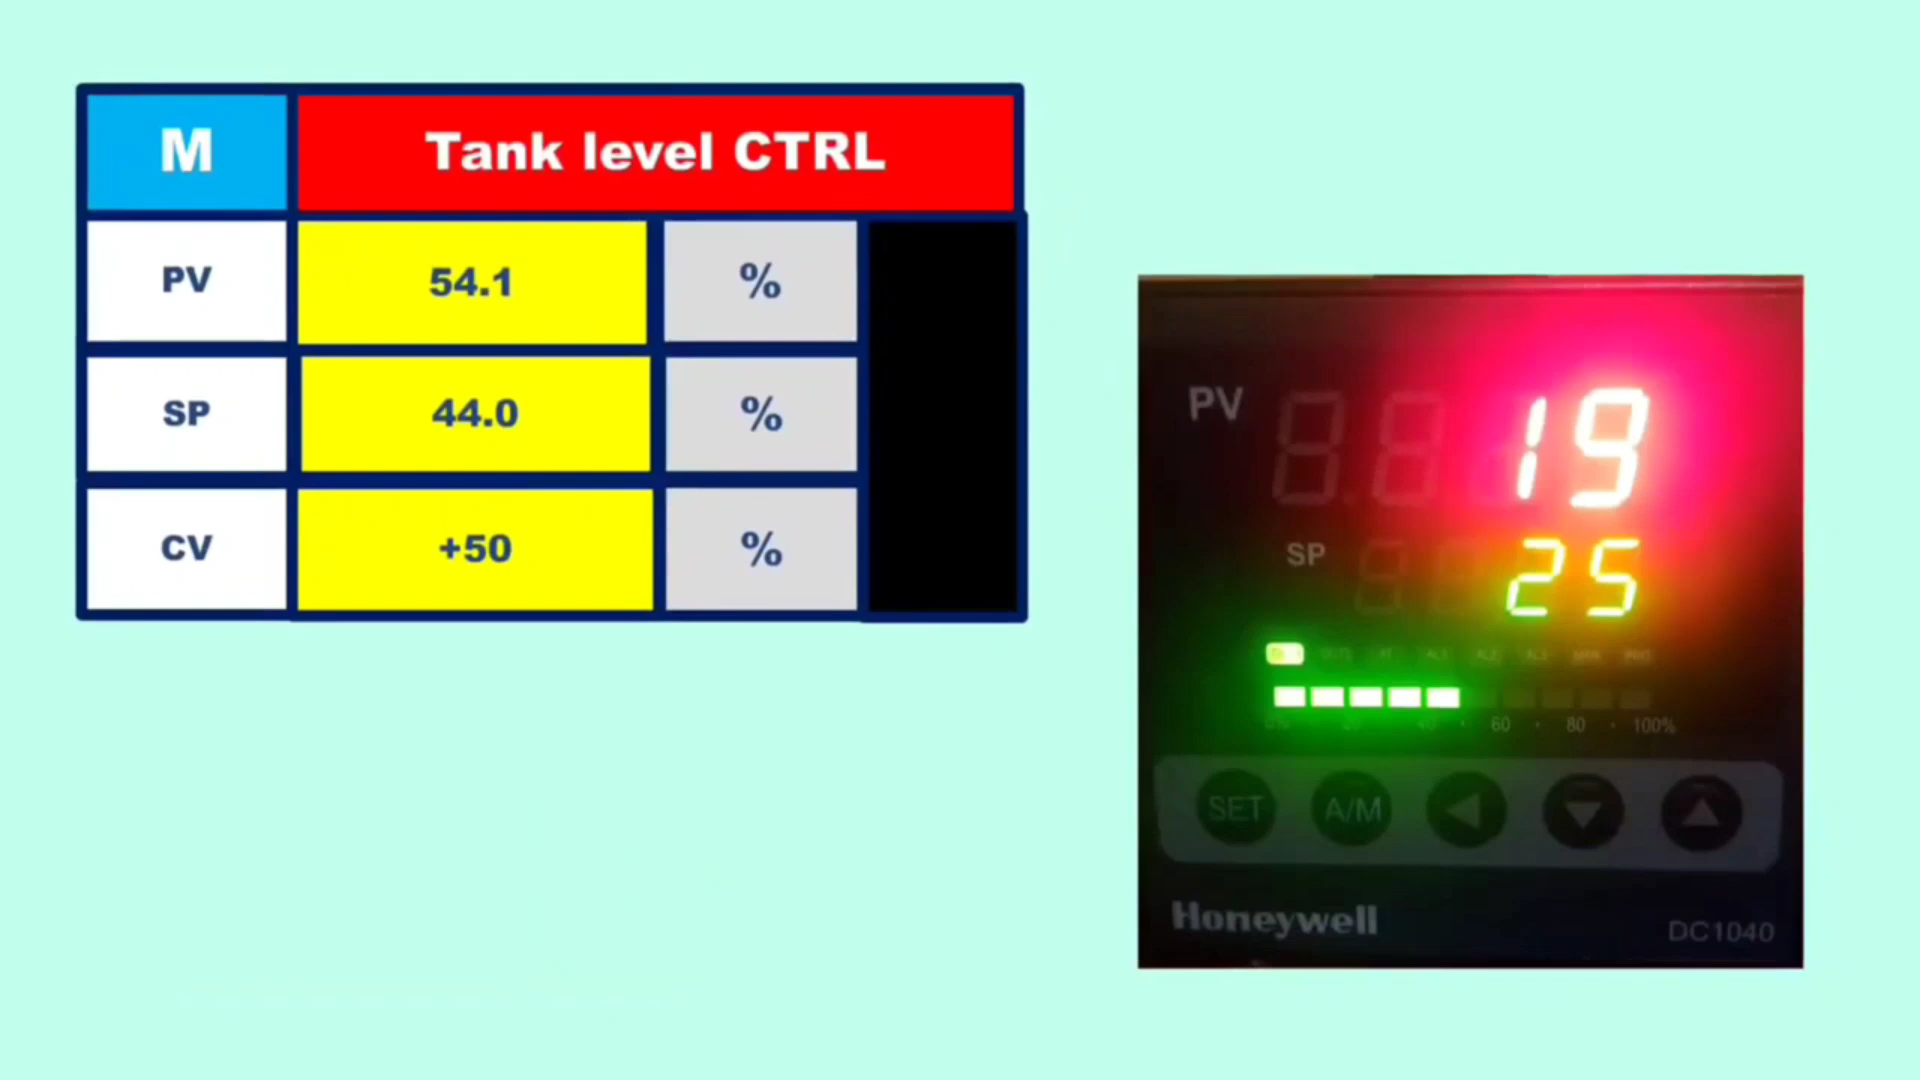 M Tank level CTRL
PV 54.1 %
SP 44.0 %
CV +50 %
PV 19
SP 25
60 80 100%
SET A/M
Honeywell
DC1040